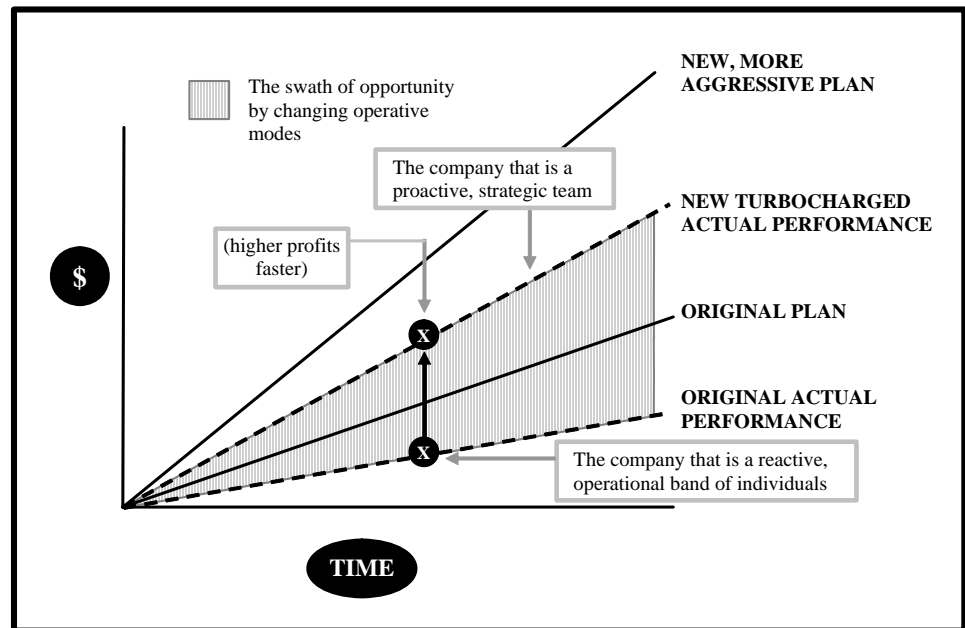 The swath of opportunity
by changing operative
modes
NEW, MORE
AGGRESSIVE PLAN
The company that is a
proactive, strategic team
NEW TURBOCHARGED
ACTUAL PERFORMANCE
(higher profits
faster)
$
ORIGINAL PLAN
X
ORIGINAL ACTUAL
PERFORMANCE
X
The company that is a reactive,
operational band of individuals
TIME